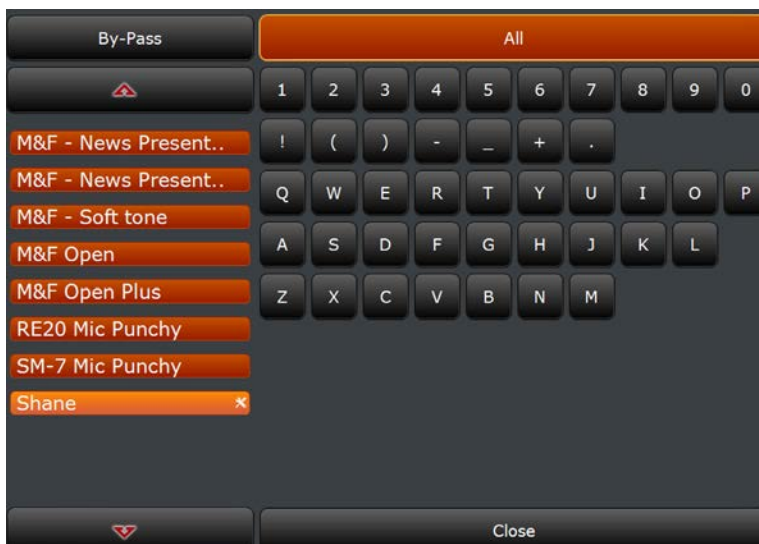 By-Pass
All
1 2 3 4 5 6 7 8 9 0
M&F - News Present..
! ( ) - _ + .
M&F - News Present..
Q W E R T Y U I O P
M&F - Soft tone
A S D F G H J K L
M&F Open
M&F Open Plus
Z X C V B N M
RE20 Mic Punchy
SM-7 Mic Punchy
Shane
Close